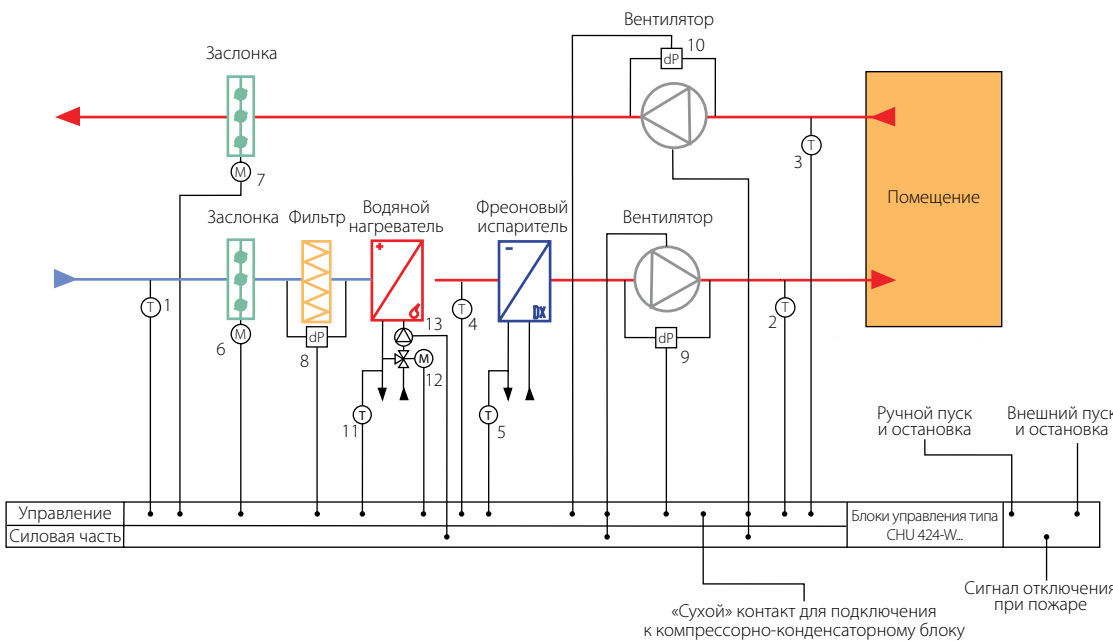 Вентилятор
10
dP
Заслонка
T
3
M
7
Помещение
Заслонка
Фильтр
Водяной
нагреватель
Фреоновый
испаритель
Вентилятор
+
-
DX
T
1
M
6
dP
8
13
M
12
T
11
T
4
T
5
dP
9
T
2
Ручной пуск
и остановка
Внешний пуск
и остановка
Управление
Силовая часть
Блоки управления типа
CHU 424-W...
Сигнал отключения
при пожаре
«Сухой» контакт для подключения
к компрессорно-конденсаторному блоку